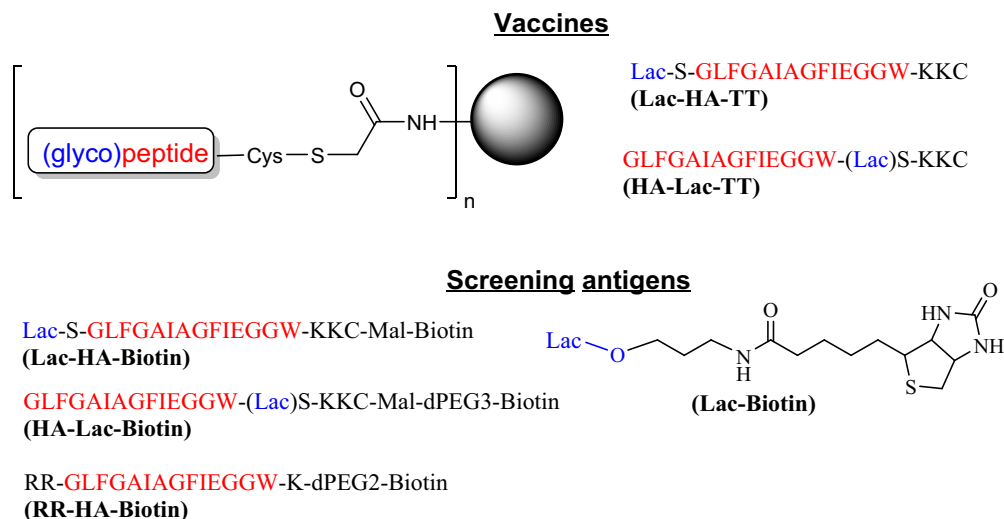 Vaccines
(glyco)peptide
Cys
S
O
NH
n
Lac-S-GLFGAIAGFIEGGW-KKC
(Lac-HA-TT)
GLFGAIAGFIEGGW-(Lac)S-KKC
(HA-Lac-TT)
Screening antigens
Lac-S-GLFGAIAGFIEGGW-KKC-Mal-Biotin
(Lac-HA-Biotin)
GLFGAIAGFIEGGW-(Lac)S-KKC-Mal-dPEG3-Biotin
(HA-Lac-Biotin)
RR-GLFGAIAGFIEGGW-K-dPEG2-Biotin
(RR-HA-Biotin)
Lac
O
N
H
O
S
HN
O
NH
(Lac-Biotin)